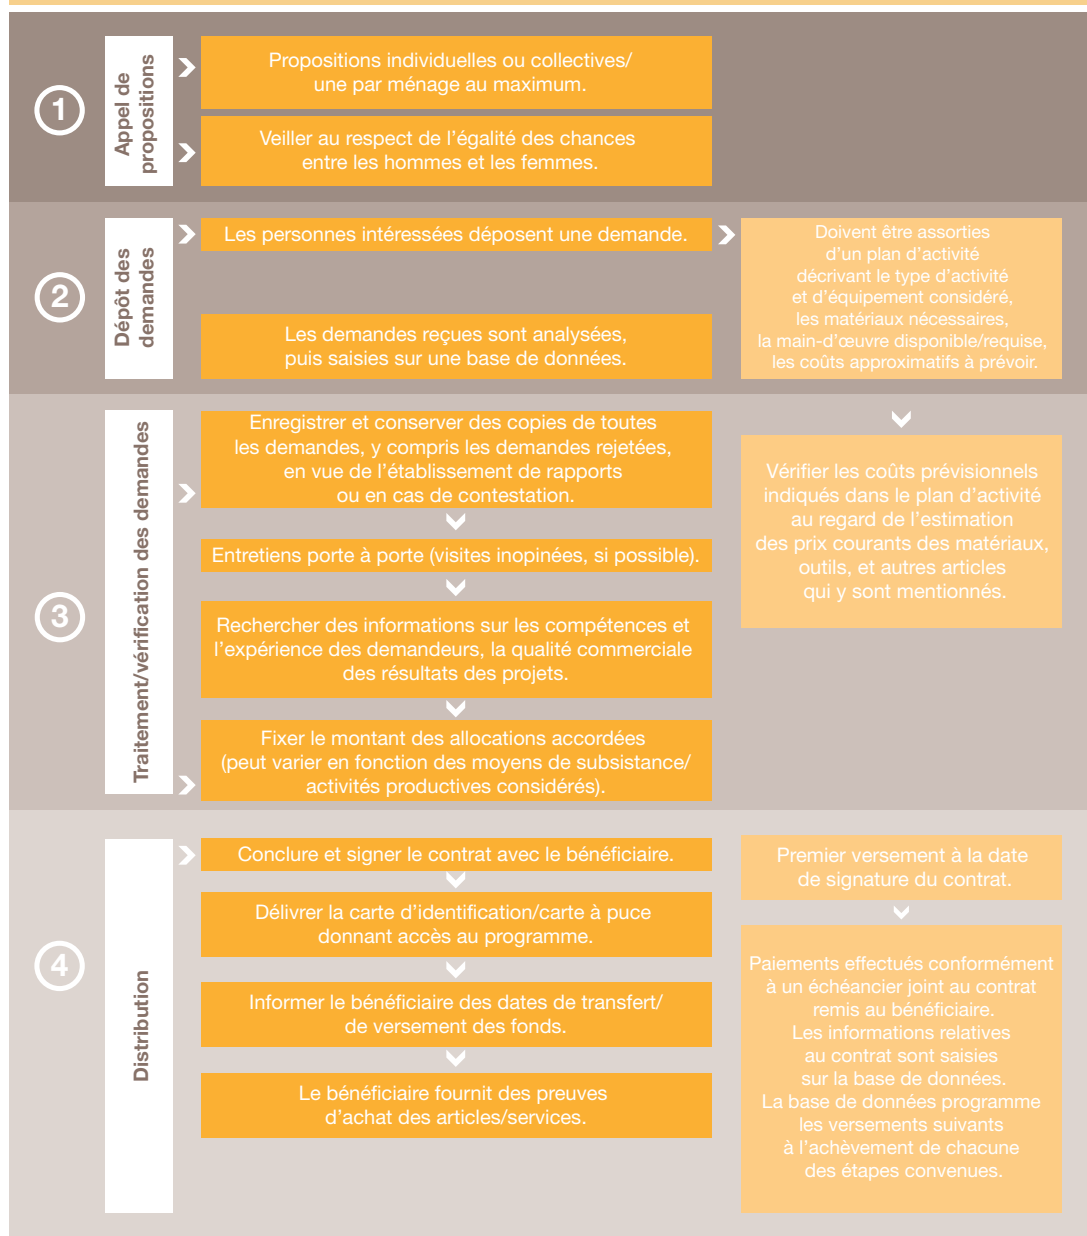 1
Appel de
propositions
Propositions individuelles ou collectives/
une par ménage au maximum.
Veiller au respect de l'égalité des chances
entre les hommes et les femmes.
2
Dépôt des
demandes
Les personnes intéressées déposent une demande.
Doivent être assorties
d'un plan d'activité
décrivant le type d'activité
et d'équipement considéré,
les matériaux nécessaires,
la main-d'œuvre disponible/requise,
les coûts approximatifs à prévoir.
Les demandes reçues sont analysées,
puis saisies sur une base de données.
3
Traitement/vérification des demandes
Enregistrer et conserver des copies de toutes
les demandes, y compris les demandes rejetées,
en vue de l'établissement de rapports
ou en cas de contestation.
Entretiens porte à porte (visites inopinées, si possible).
Rechercher des informations sur les compétences et
l'expérience des demandeurs, la qualité commerciale
des résultats des projets.
Fixer le montant des allocations accordées
(peut varier en fonction des moyens de subsistance/
activités productives considérés).
Vérifier les coûts prévisionnels
indiqués dans le plan d'activité
au regard de l'estimation
des prix courants des matériaux,
outils, et autres articles
qui y sont mentionnés.
4
Distribution
Conclure et signer le contrat avec le bénéficiaire.
Délivrer la carte d'identification/carte à puce
donnant accès au programme.
Informer le bénéficiaire des dates de transfert/
de versement des fonds.
Le bénéficiaire fournit des preuves
d'achat des articles/services.
Premier versement à la date
de signature du contrat.
Paiements effectués conformément
à un échéancier joint au contrat
remis au bénéficiaire.
Les informations relatives
au contrat sont saisies
sur la base de données.
La base de données programme
les versements suivants
à l'achèvement de chacune
des étapes convenues.